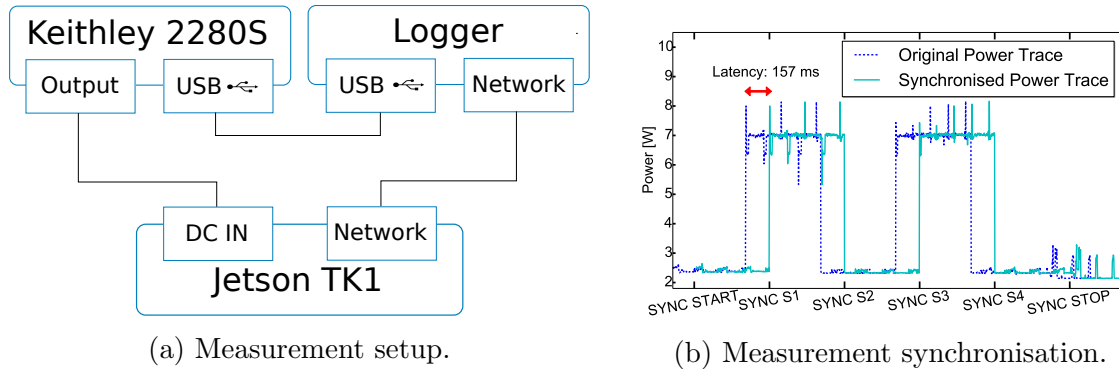 Keithley 2280S
Output
USB
Logger
USB
Network
DC IN
Network
Jetson TK1
(a) Measurement setup.
Power [W]
10
9
8
7
6
5
4
3
2
Latency: 157 ms
Original Power Trace
Synchronised Power Trace
SYNC START
SYNC S1
SYNC S2
SYNC S3
SYNC S4
SYNC STOP
(b) Measurement synchronisation.